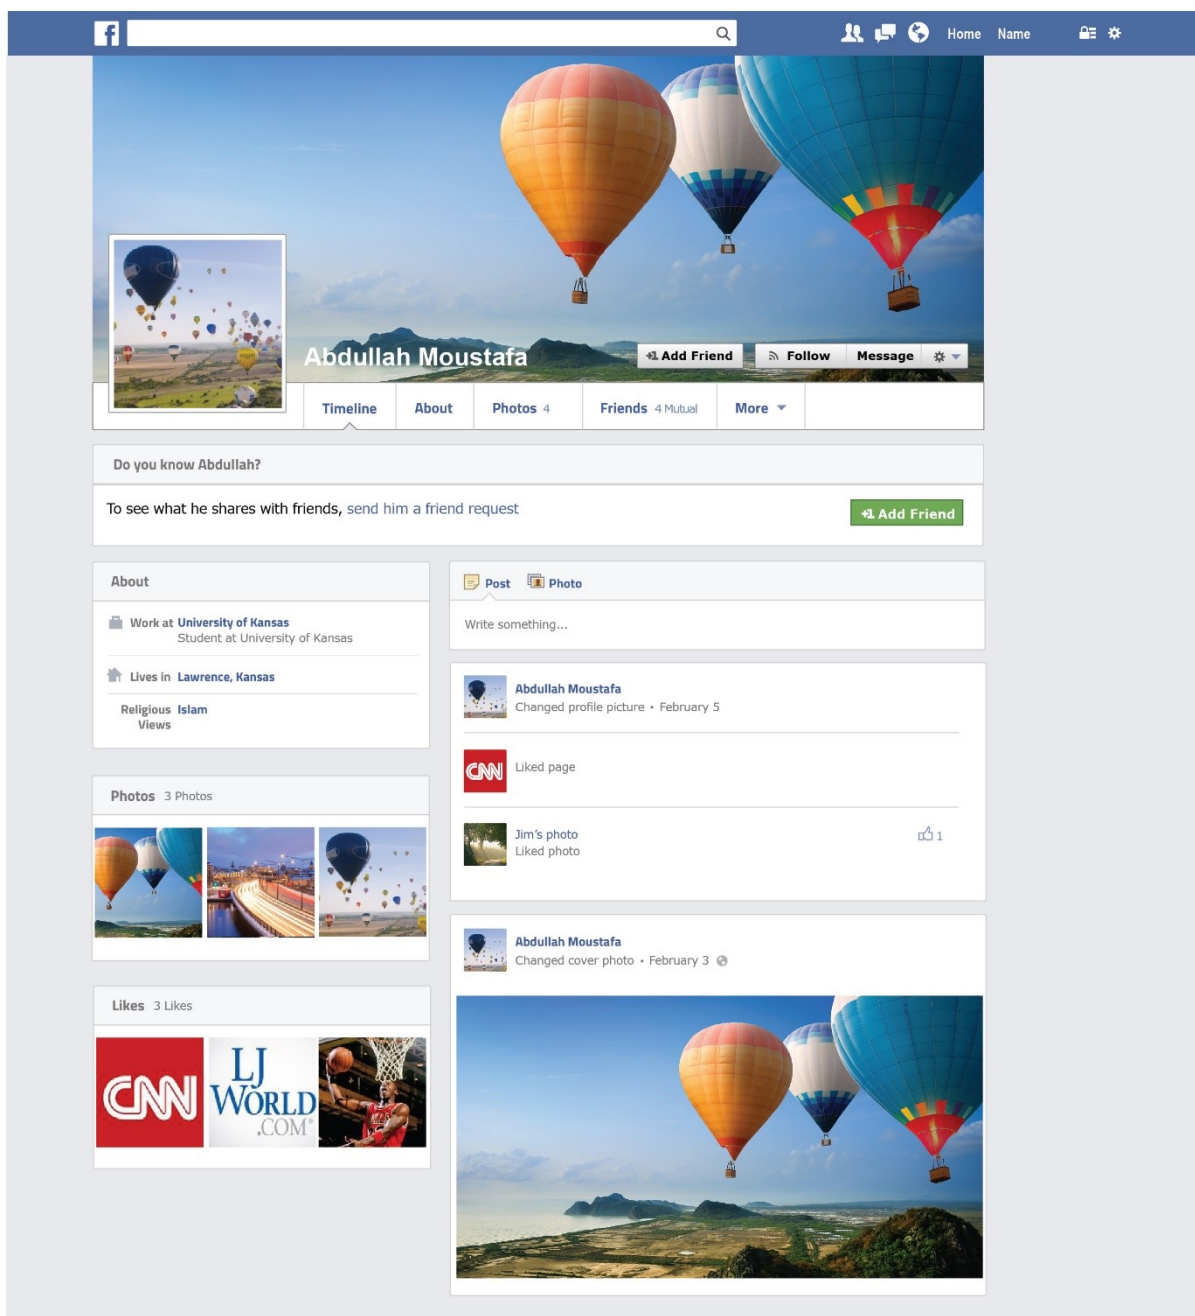 f
Home Name
Abdullah Moustafa
+1 Add Friend
Follow Message
Timeline About Photos 4 Friends 4 Mutual More
Do you know Abdullah?
To see what he shares with friends, send him a friend request
+1 Add Friend
About
Work at University of Kansas
Student at University of Kansas
Lives in Lawrence, Kansas
Religious Islam
Views
Photos 3 Photos
Likes 3 Likes
CNN
LJ
WORLD
.COM
Post Photo
Write something...
Abdullah Moustafa
Changed profile picture • February 5
CNN
Liked page
Jim's photo
1
Liked photo
Abdullah Moustafa
Changed cover photo • February 3